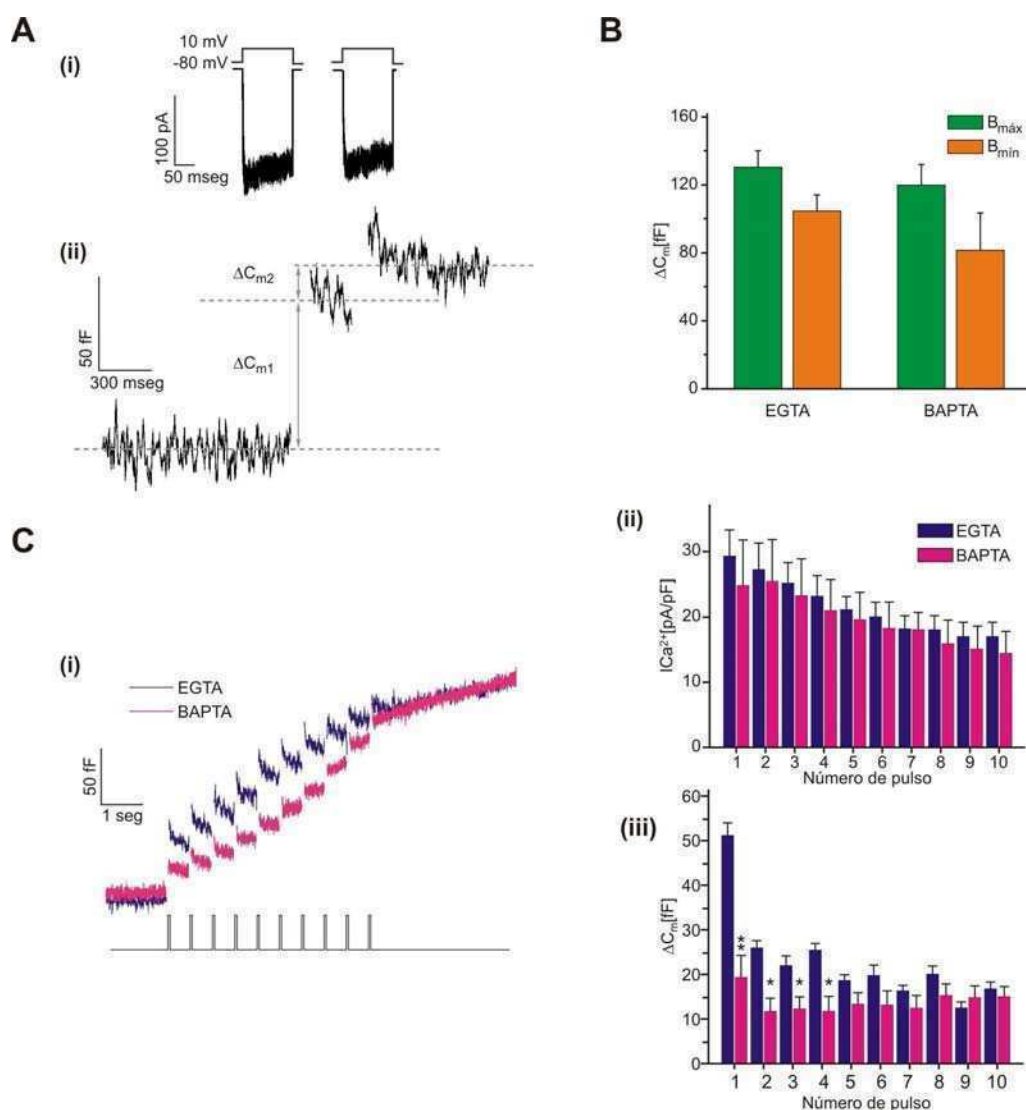 A
(i)
10 mV
-80 mV
100 pA
50 mseg
(ii)
50 fF
300 mseg
ΔCm2
ΔCm1
B
160
120
80
40
0
ΔCm[fF]
Bmáx
Bmín
EGTA
BAPTA
C
(i)
EGTA
BAPTA
50 fF
1 seg
(ii)
EGTA
BAPTA
30
20
10
0
ICa²⁺[pA/pF]
1 2 3 4 5 6 7 8 9 10
Número de pulso
(iii)
60
50
40
30
20
10
0
ΔCm[fF]
**
*
*
*
1 2 3 4 5 6 7 8 9 10
Número de pulso